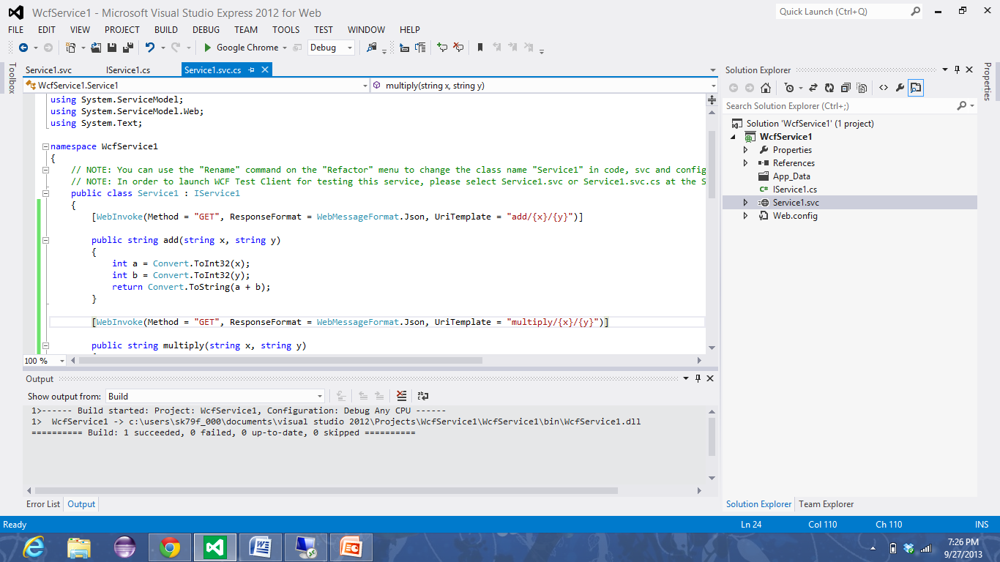 WcfService1 - Microsoft Visual Studio Express 2012 for Web
Quick Launch (Ctrl+Q)
FILE EDIT VIEW PROJECT BUILD DEBUG TEAM TOOLS TEST WINDOW HELP
Google Chrome Debug
Toolbox
Service1.svc IService1.cs Service1.svc.cs
WcfService1.Service1 multiply(string x, string y)
using System.ServiceModel;
using System.ServiceModel.Web;
using System.Text;
namespace WcfService1
{
// NOTE: You can use the "Rename" command on the "Refactor" menu to change the class name "Service1" in code, svc and config
// NOTE: In order to launch WCF Test Client for testing this service, please select Service1.svc or Service1.svc.cs at the S
public class Service1 : IService1
{
[WebInvoke(Method = "GET", ResponseFormat = WebMessageFormat.Json, UriTemplate = "add/{x}/{y}")]
public string add(string x, string y)
{
int a = Convert.ToInt32(x);
int b = Convert.ToInt32(y);
return Convert.ToString(a + b);
}
[WebInvoke(Method = "GET", ResponseFormat = WebMessageFormat.Json, UriTemplate = "multiply/{x}/{y}")]
public string multiply(string x, string y)
100 %
Output
Show output from: Build
1>------ Build started: Project: WcfService1, Configuration: Debug Any CPU ------
1>  WcfService1 -> c:\users\sk79f_000\documents\visual studio 2012\Projects\WcfService1\WcfService1\bin\WcfService1.dll
========== Build: 1 succeeded, 0 failed, 0 up-to-date, 0 skipped ==========
Error List Output
Solution Explorer
Search Solution Explorer (Ctrl+;)
Solution 'WcfService1' (1 project)
WcfService1
Properties
References
App_Data
C# IService1.cs
Service1.svc
Web.config
Solution Explorer Team Explorer
Properties
Ready Ln 24 Col 110 Ch 110 INS
7:26 PM
9/27/2013